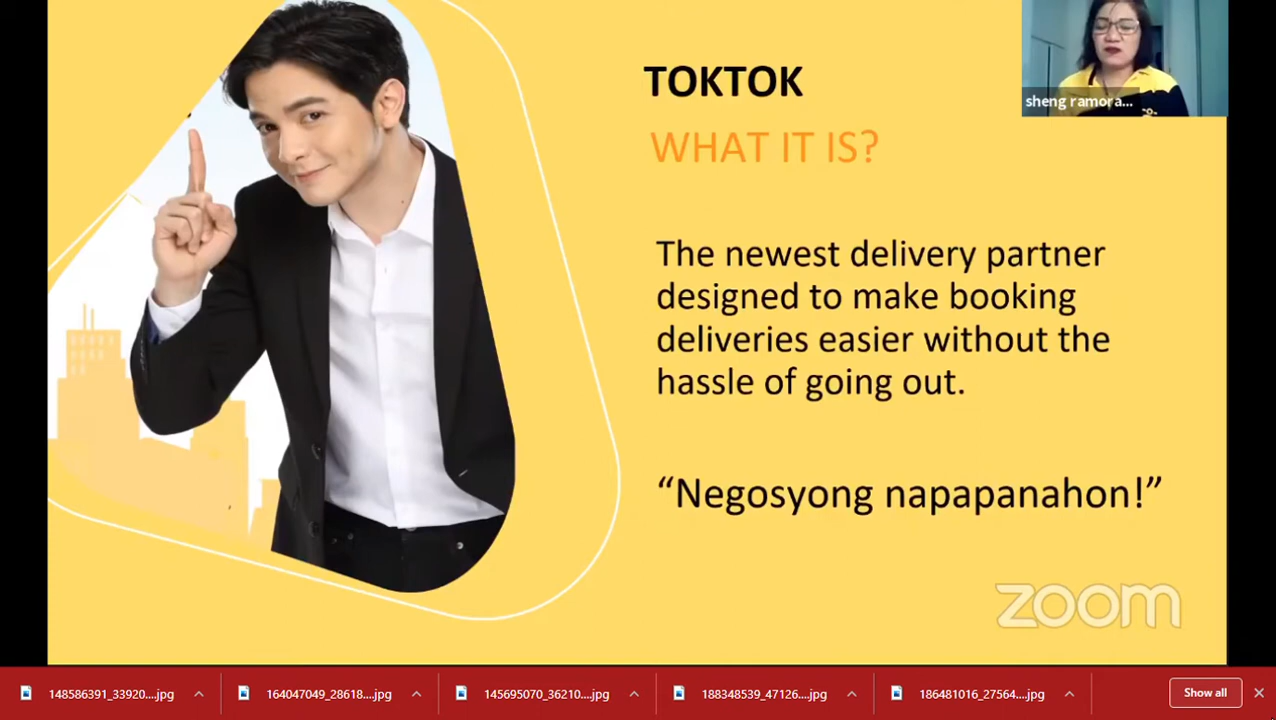 TOKTOK
WHAT IT IS?
sheng ramora...
The newest delivery partner
designed to make booking
deliveries easier without the
hassle of going out.
“Negosyong napapanahon!”
zoom
148586391_33920....jpg
164047049_28618....jpg
145695070_36210....jpg
188348539_47126....jpg
186481016_27564....jpg
Show all